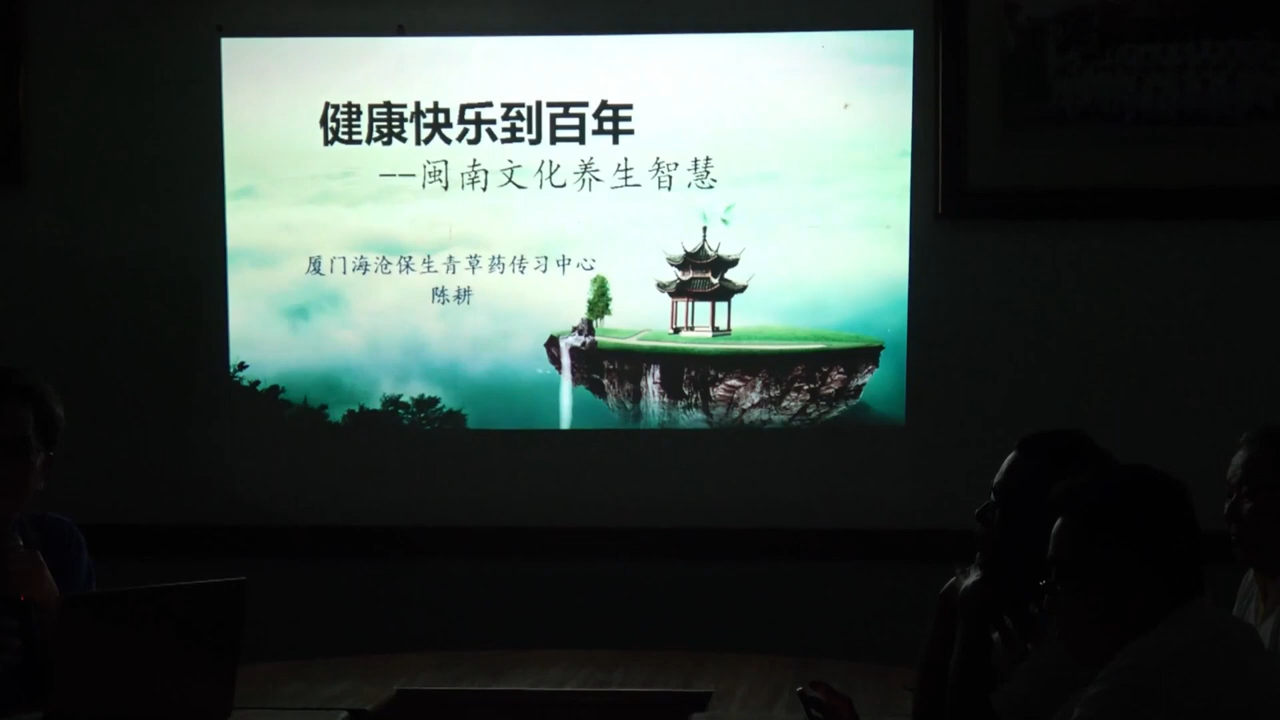 健康快乐到百年
--闽南文化养生智慧
厦门海沧保生青草药传习中心
陈耕